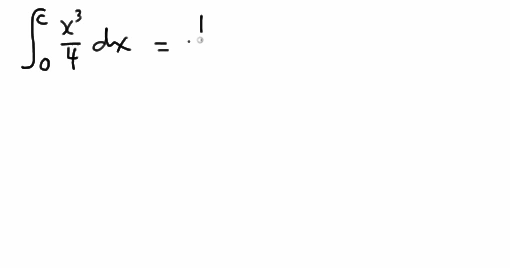 ∫₀ᶜ x³/4 dx = 1